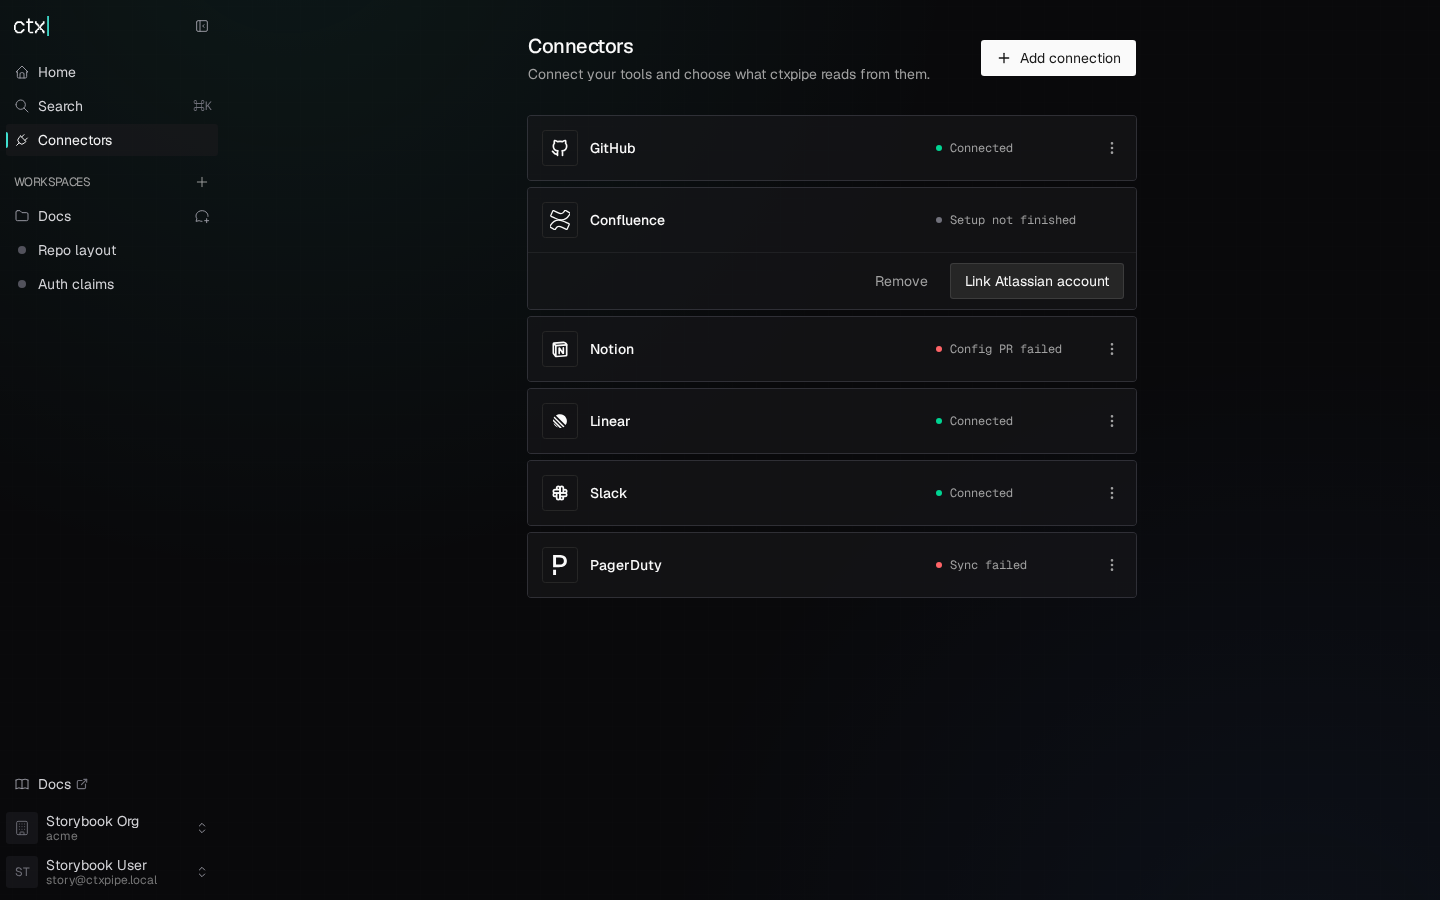 ctx
Home
Search ⌘K
Connectors
WORKSPACES
Docs
Repo layout
Auth claims
Docs
Storybook Org
acme
ST
Storybook User
story@ctxpipe.local
Connectors
Connect your tools and choose what ctxpipe reads from them.
Add connection
GitHub Connected
Confluence Setup not finished
Remove Link Atlassian account
Notion Config PR failed
Linear Connected
Slack Connected
PagerDuty Sync failed